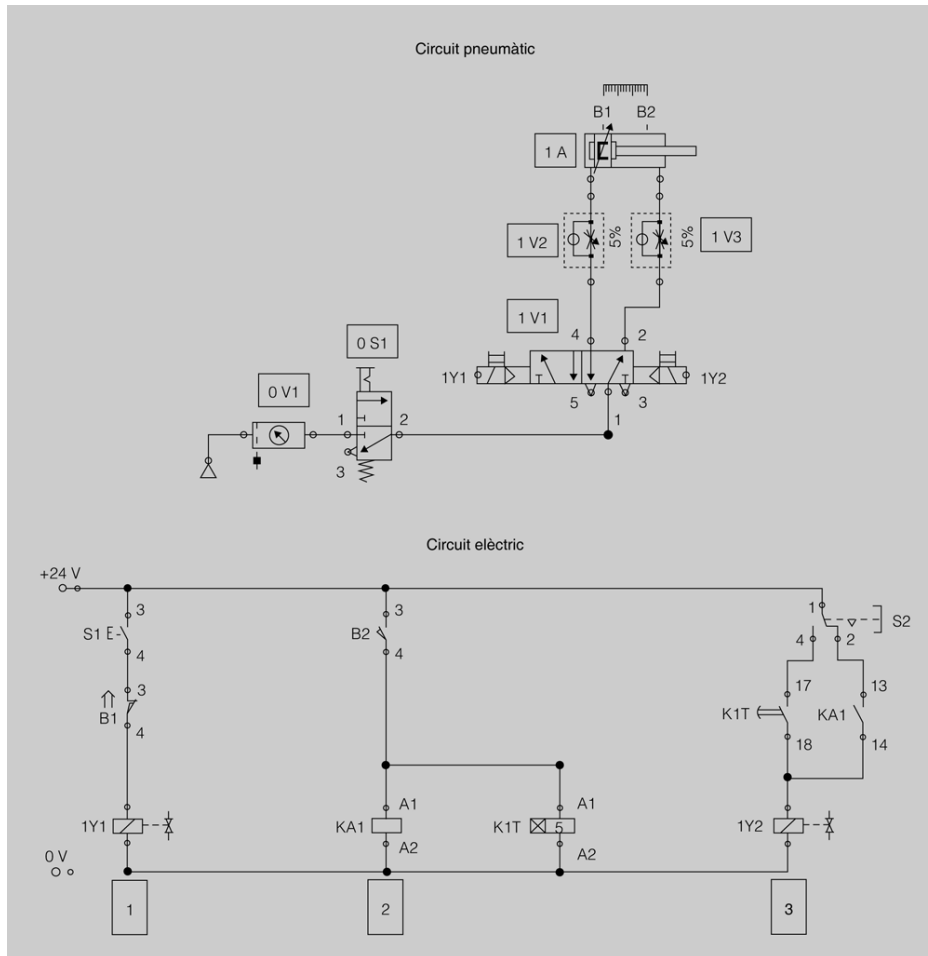 Circuit pneumàtic
B1 B2
1 A
1 V2
5%
5%
1 V3
1 V1
4 2
0 S1
1Y1
1Y2
5 3
1
0 V1
1 2
3
Circuit elèctric
+24 V
3
S1 E
4
3
B1
4
1Y1
0 V
3
B2
4
A1
KA1
A2
A1
K1T 5
A2
1
S2
4 2
17 13
K1T KA1
18 14
1Y2
1
2
3